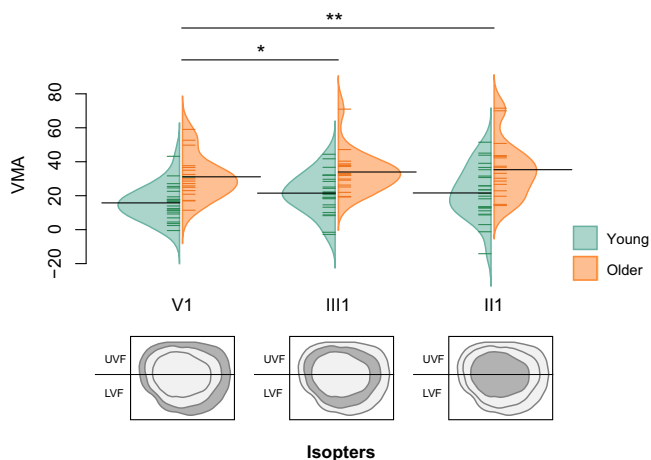 **
*
VMA
80
60
40
20
0
−20
Young
Older
V1
III1
II1
UVF
LVF
UVF
LVF
UVF
LVF
Isopters